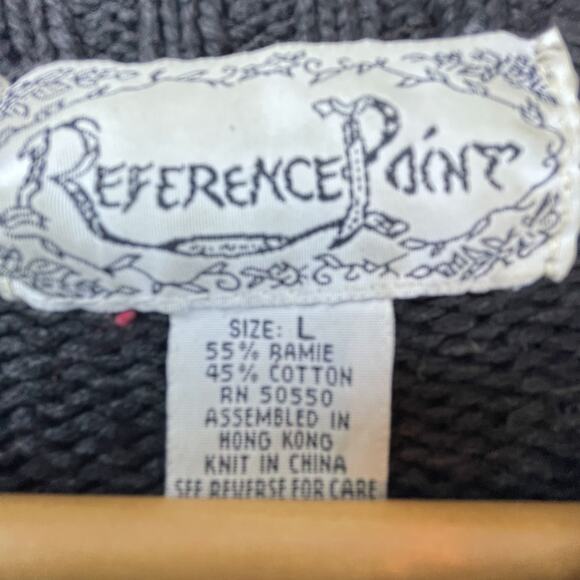 REFERENCE POINT
SIZE: L
55% RAMIE
45% COTTON
RN 50550
ASSEMBLED IN
HONG KONG
KNIT IN CHINA
SEE REVERSE FOR CARE